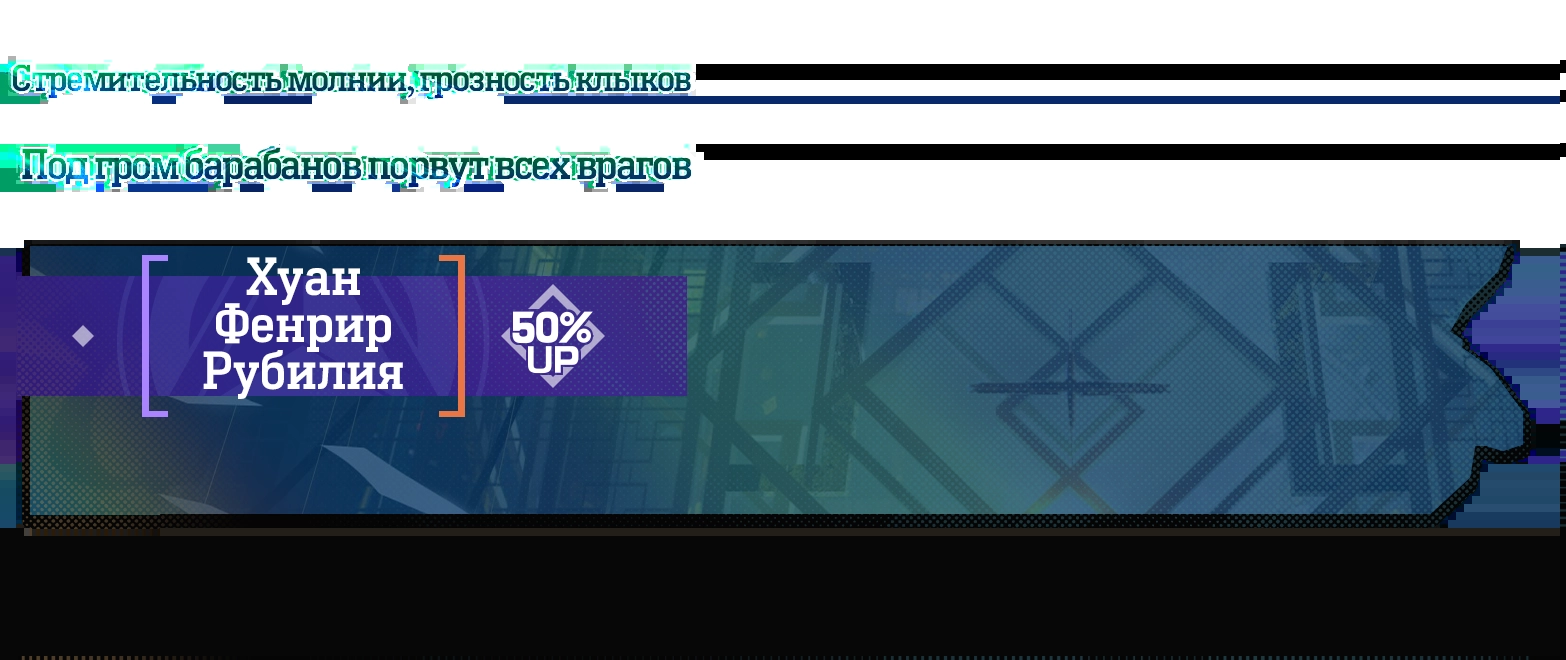 Стремительность молнии, грозность клыков
Под гром барабанов порвут всех врагов
Хуан
Фенрир
Рубилия
50%
UP